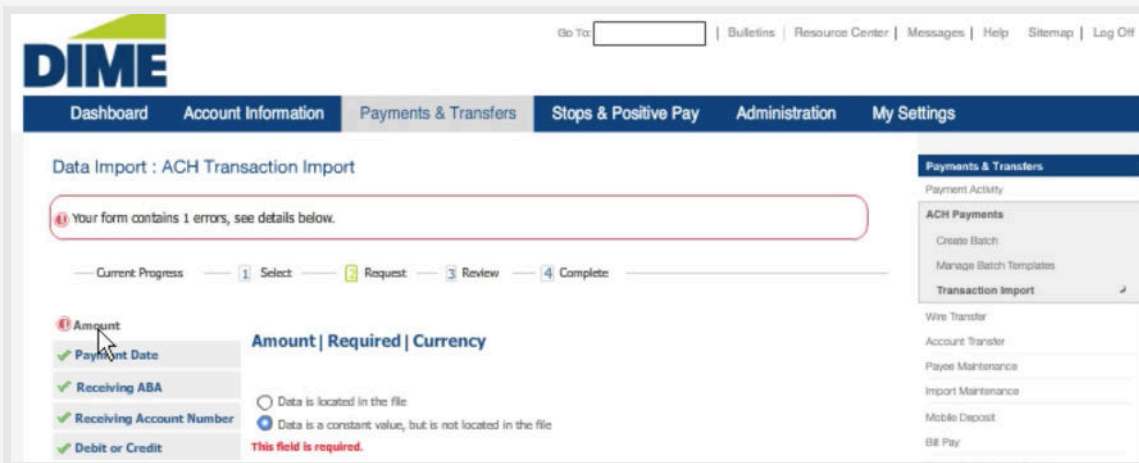 DIME
Go To: | Bulletins | Resource Center | Messages | Help Sitemap | Log Off
Dashboard Account Information Payments & Transfers Stops & Positive Pay Administration My Settings
Data Import : ACH Transaction Import
Your form contains 1 errors, see details below.
Current Progress 1 Select 2 Request 3 Review 4 Complete
Amount
Payment Date
Receiving ABA
Receiving Account Number
Debit or Credit
Amount | Required | Currency
Data is located in the file
Data is a constant value, but is not located in the file
This field is required.
Payments & Transfers
Payment Activity
ACH Payments
Create Batch
Manage Batch Templates
Transaction Import
Wire Transfer
Account Transfer
Payee Maintenance
Import Maintenance
Mobile Deposit
Bill Pay